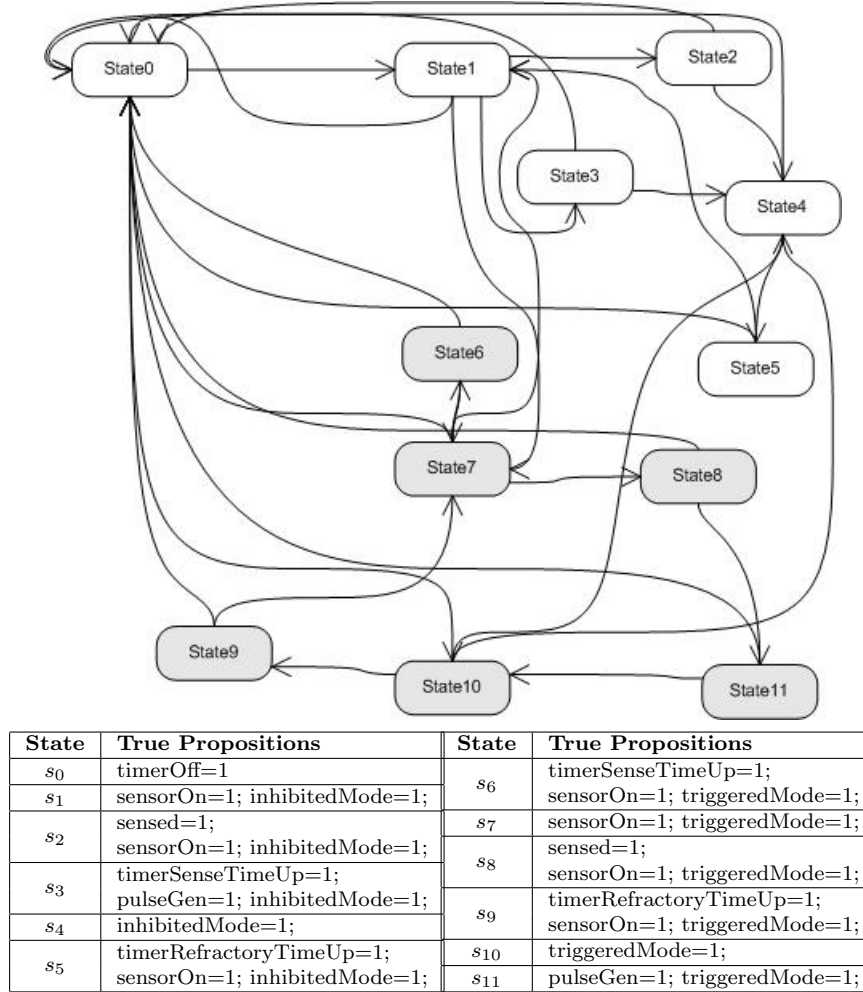 State0
State1
State2
State3
State4
State6
State5
State7
State8
State9
State10
State11
State True Propositions State True Propositions
s0 timerOff=1
s1 sensorOn=1; inhibitedMode=1;
s2 sensed=1;
sensorOn=1; inhibitedMode=1;
s3 timerSenseTimeUp=1;
pulseGen=1; inhibitedMode=1;
s4 inhibitedMode=1;
s5 timerRefractoryTimeUp=1;
sensorOn=1; inhibitedMode=1;
s6 timerSenseTimeUp=1;
sensorOn=1; triggeredMode=1;
s7 sensorOn=1; triggeredMode=1;
s8 sensed=1;
sensorOn=1; triggeredMode=1;
s9 timerRefractoryTimeUp=1;
sensorOn=1; triggeredMode=1;
s10 triggeredMode=1;
s11 pulseGen=1; triggeredMode=1;